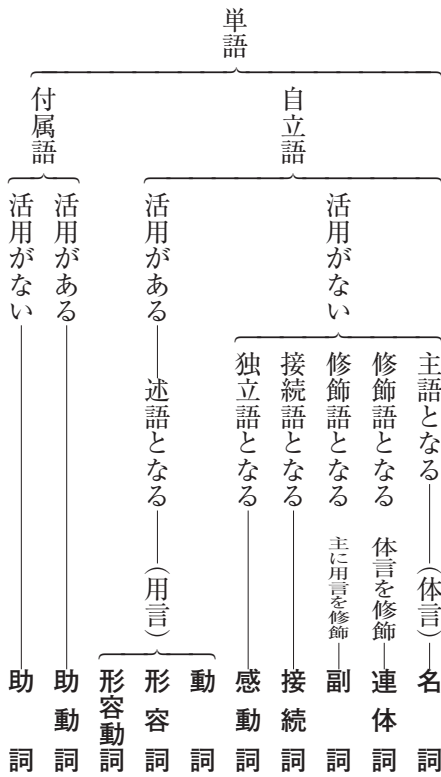 単語
自立語
付属語
活用がない
活用がある
活用がある
活用がない
主語となる（体言）名詞
修飾語となる 体言を修飾 連体詞
修飾語となる 主に用言を修飾 副詞
接続語となる 接続詞
独立語となる 感動詞
述語となる（用言）
動詞
形容詞
形容動詞
助動詞
助詞